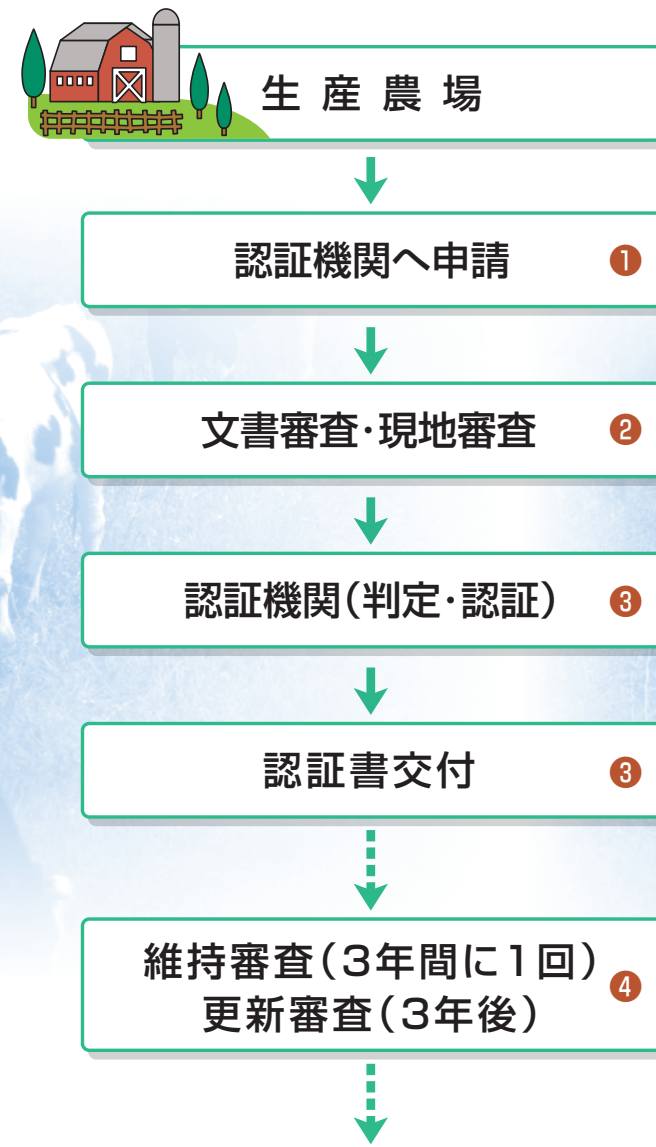 生産農場
認証機関へ申請 ❶
文書審査・現地審査 ❷
認証機関（判定・認証） ❸
認証書交付 ❸
維持審査（3年間に1回）
更新審査（3年後） ❹